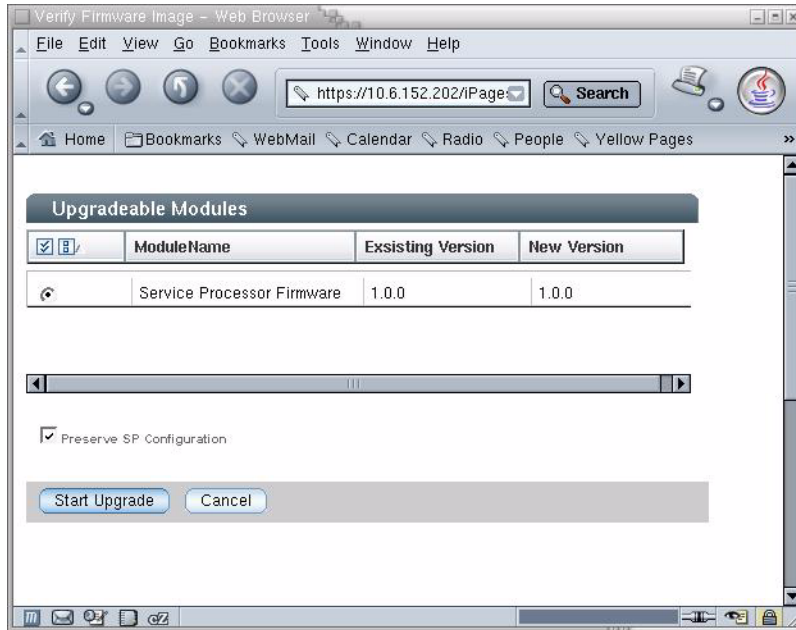 Verify Firmware Image - Web Browser
File Edit View Go Bookmarks Tools Window Help
https://10.6.152.202/iPages Search
Home Bookmarks WebMail Calendar Radio People Yellow Pages
Upgradeable Modules
ModuleName Exsisting Version New Version
Service Processor Firmware 1.0.0 1.0.0
Preserve SP Configuration
Start Upgrade Cancel